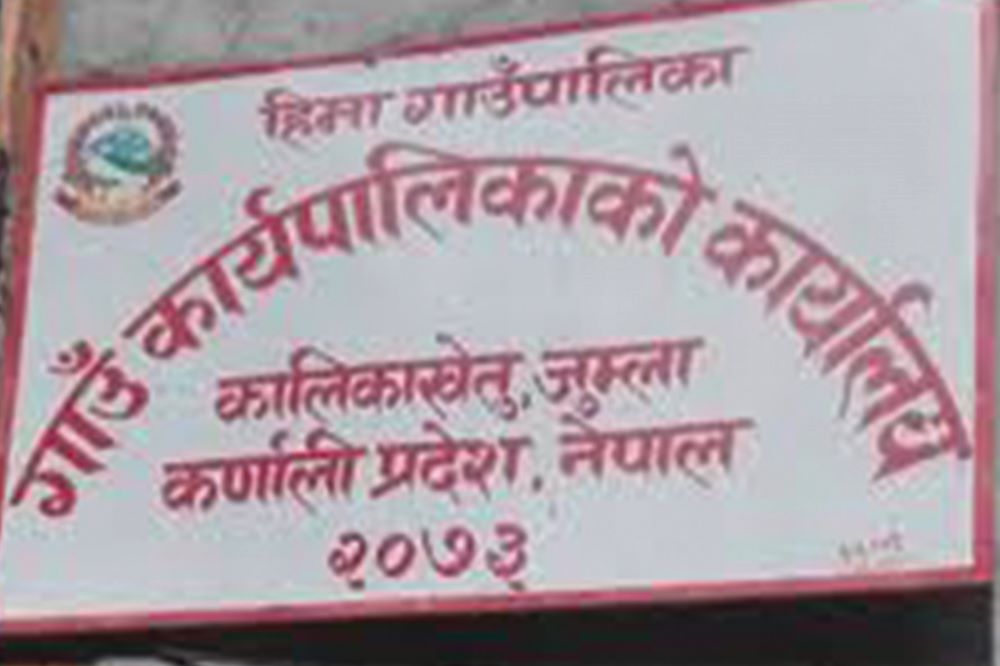 हिमा गाउँपालिका
गाउँ कार्यपालिकाको कार्यालय
कालिकाखेतु, जुम्ला
कर्णाली प्रदेश, नेपाल
२०७३